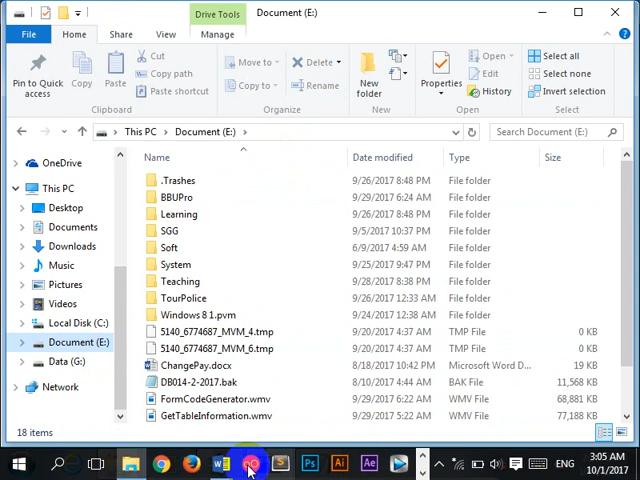 Drive Tools Document (E:)
File Home Share View Manage
Pin to Quick access
Copy
Paste
Cut
Copy path
Paste shortcut
Clipboard
Move to
Copy to
Delete
Rename
Organize
New folder
New
Properties
Open
Edit
History
Open
Select all
Select none
Invert selection
Select
This PC > Document (E:) >
Search Document (E:)
OneDrive
This PC
Desktop
Documents
Downloads
Music
Pictures
Videos
Local Disk (C:)
Document (E:)
Data (G:)
Network
Name Date modified Type Size
.Trashes 9/26/2017 8:48 PM File folder
BBUPro 9/29/2017 6:24 AM File folder
Learning 9/26/2017 8:48 PM File folder
SGG 9/5/2017 10:37 PM File folder
Soft 6/9/2017 4:59 AM File folder
System 9/25/2017 9:47 PM File folder
Teaching 9/28/2017 8:38 PM File folder
TourPolice 9/26/2017 12:33 AM File folder
Windows 8 1.pvm 9/24/2017 12:38 AM File folder
5140_6774687_MVM_4.tmp 9/20/2017 4:37 AM TMP File 0 KB
5140_6774687_MVM_6.tmp 9/20/2017 4:37 AM TMP File 0 KB
ChangePay.docx 8/18/2017 10:42 PM Microsoft Word D... 19 KB
DB014-2-2017.bak 8/10/2017 4:44 AM BAK File 11,568 KB
FormCodeGenerator.wmv 9/29/2017 6:22 AM WMV File 68,881 KB
GetTableInformation.wmv 9/29/2017 5:22 AM WMV File 77,188 KB
18 items
Ps Ai Ae
ENG
3:05 AM
10/1/2017